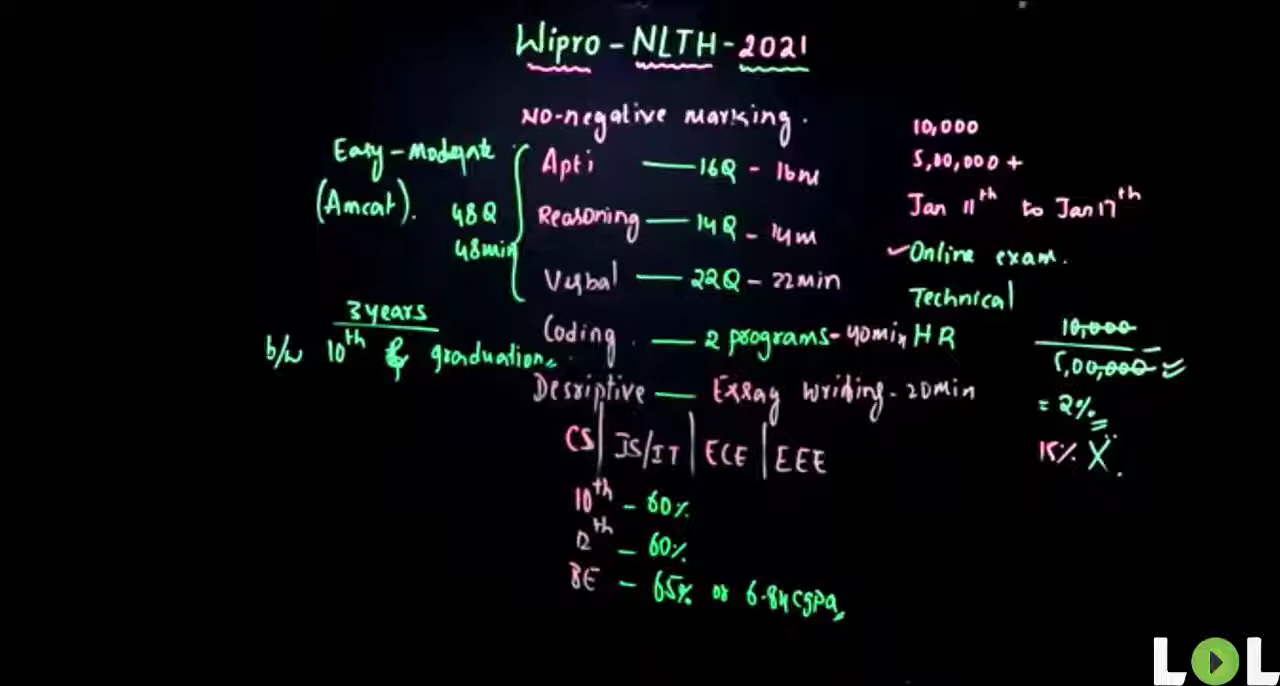 Wipro - NLTH - 2021
NO-negative marking.
Easy - Moderate
(Amcat).
48Q
48min
Apti — 16Q - 16m
Reasoning — 14Q - 14m
Verbal — 22Q - 22min
Coding — 2 programs - 40min
Desriptive — Essay Wriding - 20min
3 years
b/w 10th & graduation.
CS | IS/IT | ECE | EEE
10th - 60%
12th - 60%
BE - 65% or 6.84 cgpa
10,000
5,00,000 +
Jan 11th to Jan 17th
✓Online exam.
Technical
HR
10,000
5,00,000
= 2%
15% X.
LOL